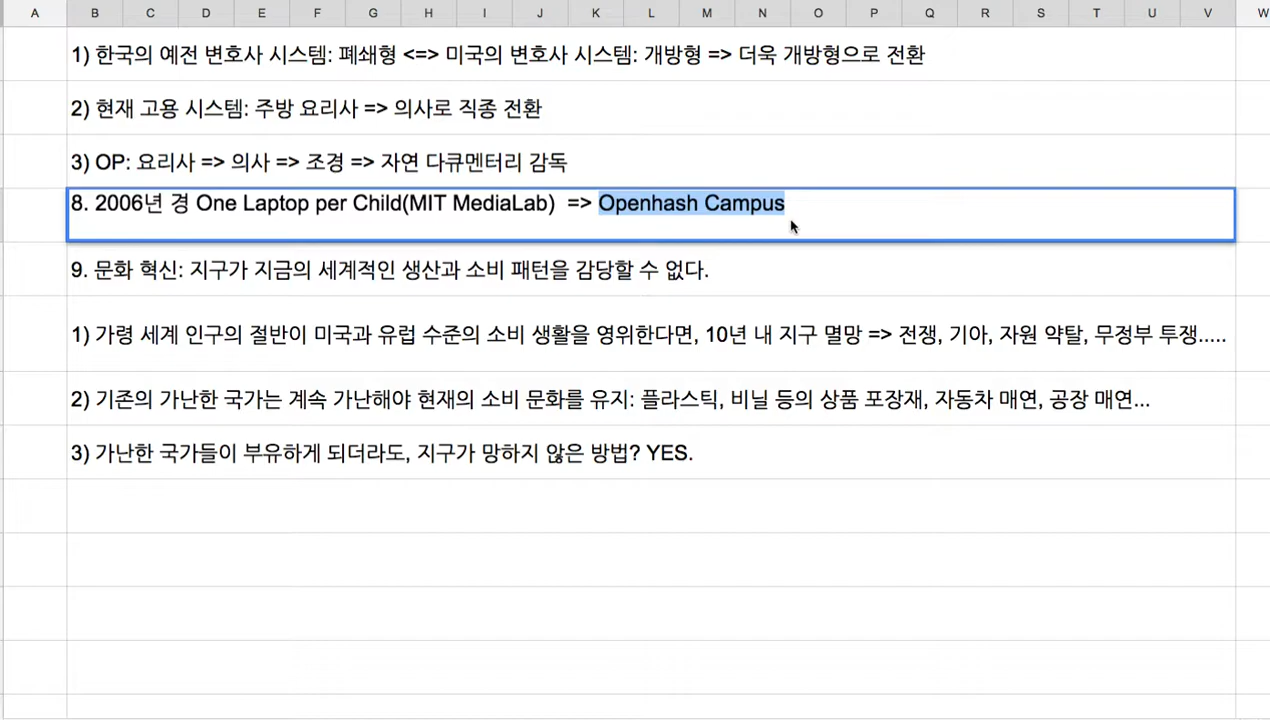 A B C D E F G H I J K L M N O P Q R S T U V W
1) 한국의 예전 변호사 시스템: 폐쇄형 <=> 미국의 변호사 시스템: 개방형 => 더욱 개방형으로 전환
2) 현재 고용 시스템: 주방 요리사 => 의사로 직종 전환
3) OP: 요리사 => 의사 => 조경 => 자연 다큐멘터리 감독
8. 2006년 경 One Laptop per Child(MIT MediaLab)  => Openhash Campus
9. 문화 혁신: 지구가 지금의 세계적인 생산과 소비 패턴을 감당할 수 없다.
1) 가령 세계 인구의 절반이 미국과 유럽 수준의 소비 생활을 영위한다면, 10년 내 지구 멸망 => 전쟁, 기아, 자원 약탈, 무정부 투쟁.....
2) 기존의 가난한 국가는 계속 가난해야 현재의 소비 문화를 유지: 플라스틱, 비닐 등의 상품 포장재, 자동차 매연, 공장 매연...
3) 가난한 국가들이 부유하게 되더라도, 지구가 망하지 않은 방법? YES.